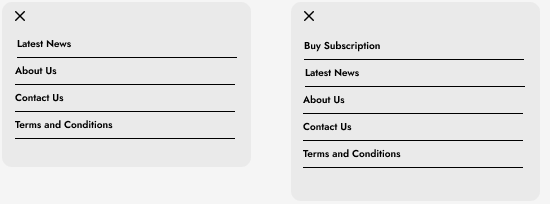 Latest News
About Us
Contact Us
Terms and Conditions
Buy Subscription
Latest News
About Us
Contact Us
Terms and Conditions